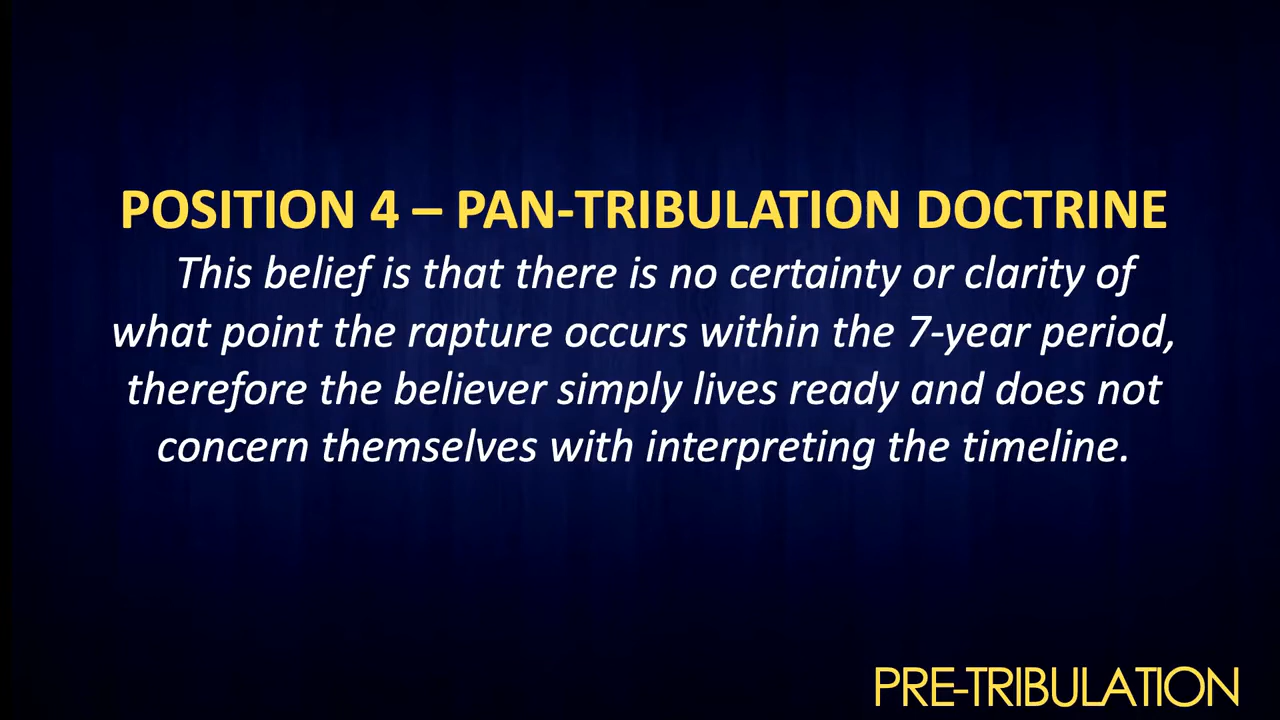 POSITION 4 – PAN-TRIBULATION DOCTRINE
This belief is that there is no certainty or clarity of
what point the rapture occurs within the 7-year period,
therefore the believer simply lives ready and does not
concern themselves with interpreting the timeline.
PRE-TRIBULATION